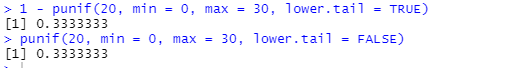 > 1 - punif(20, min = 0, max = 30, lower.tail = TRUE)
[1] 0.3333333
> punif(20, min = 0, max = 30, lower.tail = FALSE)
[1] 0.3333333
>